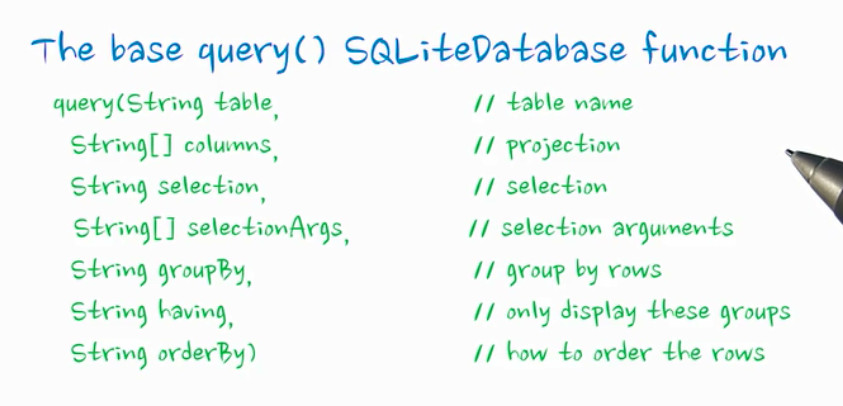 The base query() SQLiteDatabase function
query(String table, // table name
String[] columns, // projection
String selection, // selection
String[] selectionArgs, // selection arguments
String groupBy, // group by rows
String having, // only display these groups
String orderBy) // how to order the rows